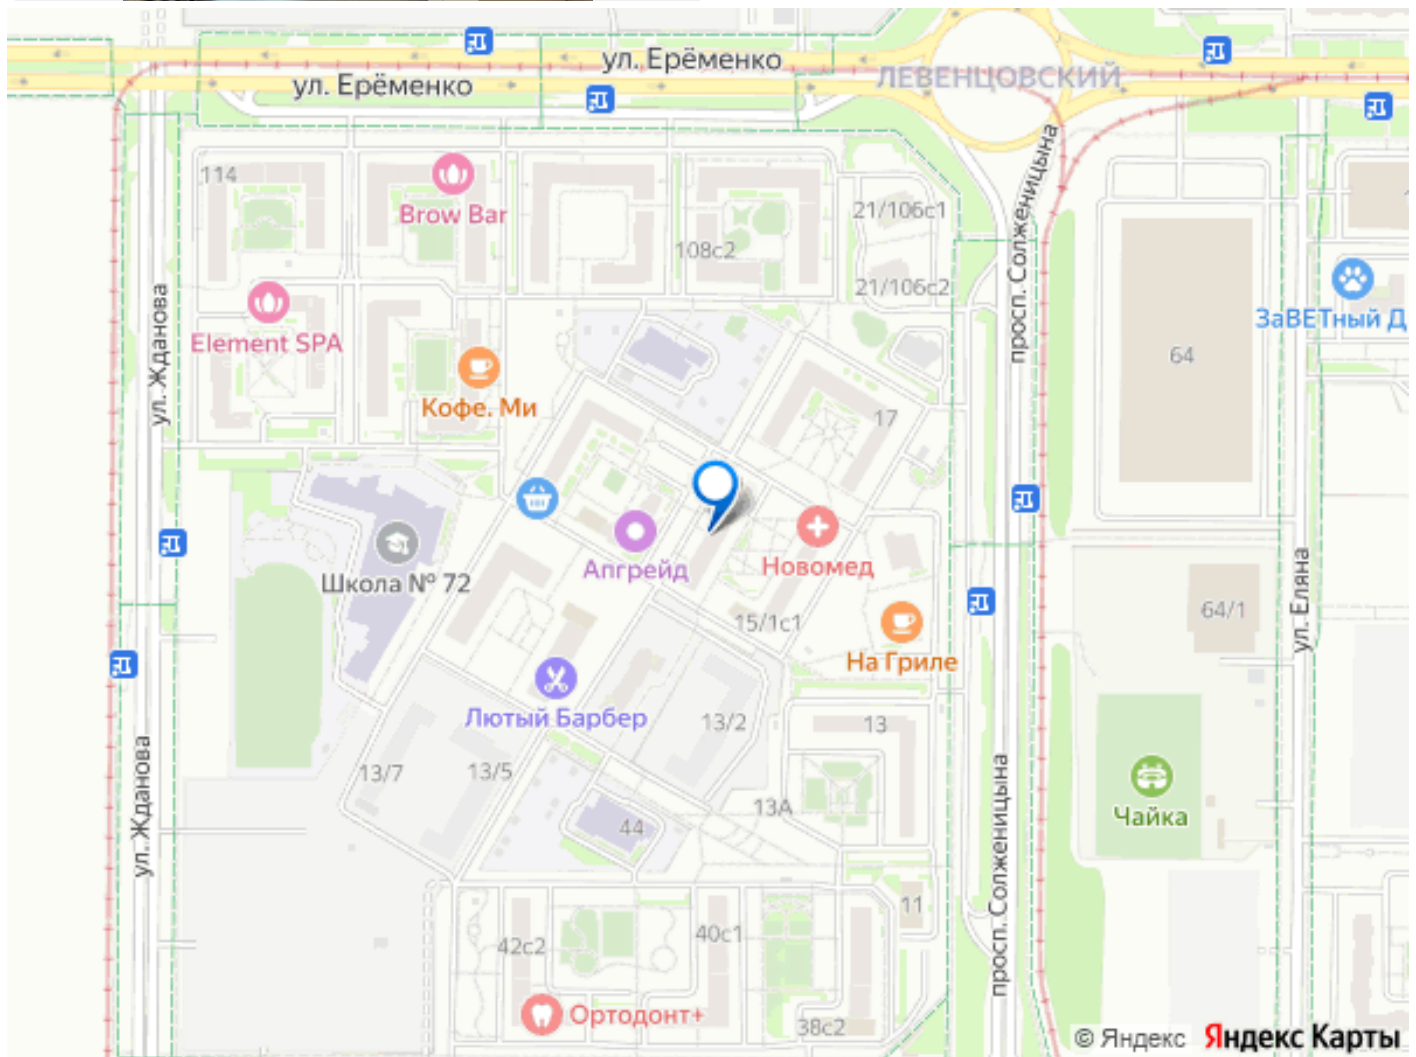 ул. Ерёменко
ул. Ерёменко
ЛЕВЕНЦОВСКИЙ
114
Brow Bar
21/106с1
108с2
21/106с2
просп. Солженицына
ЗаВЕТный Д
ул. Жданова
Element SPA
64
Кофе. Ми
17
Школа № 72
Апгрейд
Новомед
15/1с1
64/1
ул. Еляна
На Гриле
Лютый Барбер
13/2
13
13/7
13/5
ул. Жданова
13А
Чайка
44
просп. Солженицына
11
42с2
40с1
Ортодонт+
38с2
© Яндекс Яндекс Карты